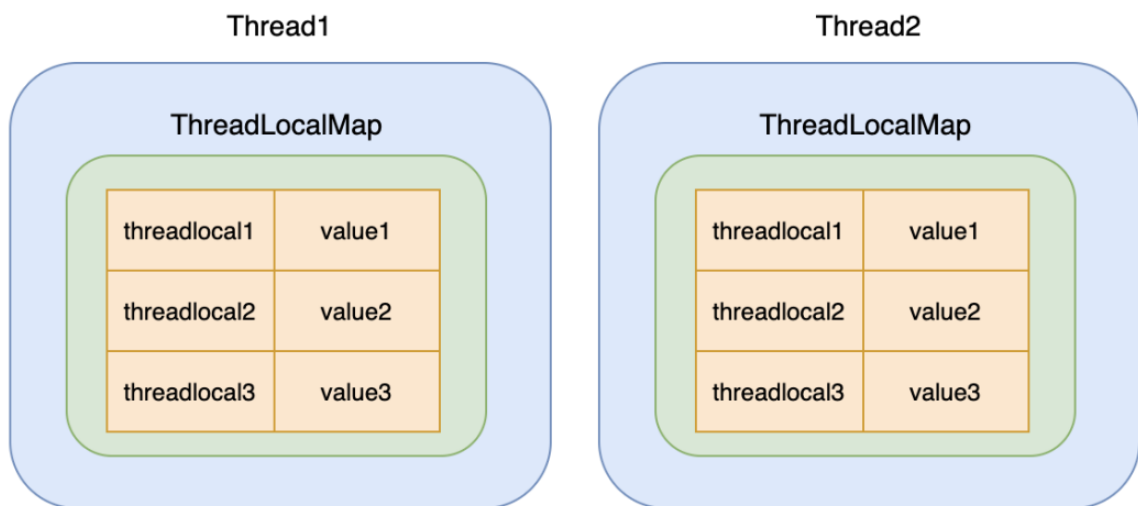 Thread1
Thread2
ThreadLocalMap
threadlocal1 value1
threadlocal2 value2
threadlocal3 value3
ThreadLocalMap
threadlocal1 value1
threadlocal2 value2
threadlocal3 value3